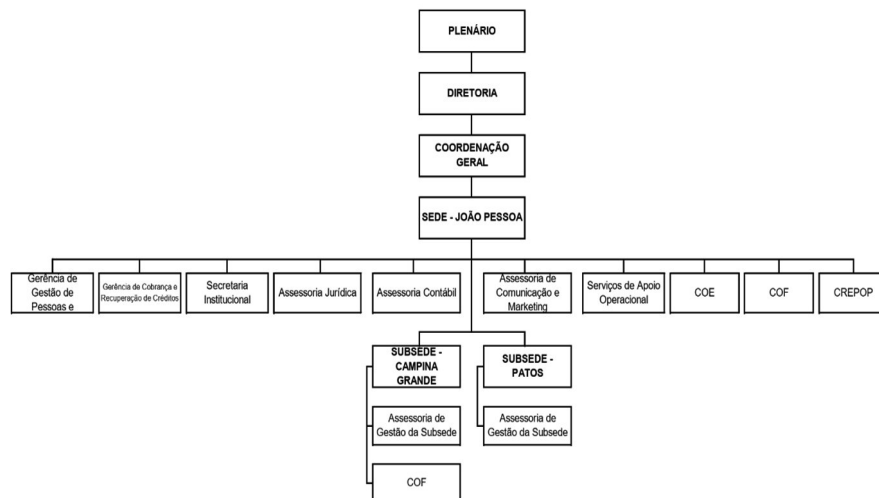 PLENÁRIO
DIRETORIA
COORDENAÇÃO
GERAL
SEDE - JOÃO PESSOA
Gerência de
Gestão de
Pessoas e
Gerência de Cobrança e
Recuperação de Créditos
Secretaria
Institucional
Assessoria Jurídica
Assessoria Contábil
Assessoria de
Comunicação e
Marketing
Serviços de Apoio
Operacional
COE
COF
CREPOP
SUBSEDE -
CAMPINA
GRANDE
SUBSEDE -
PATOS
Assessoria de
Gestão da Subsede
Assessoria de
Gestão da Subsede
COF